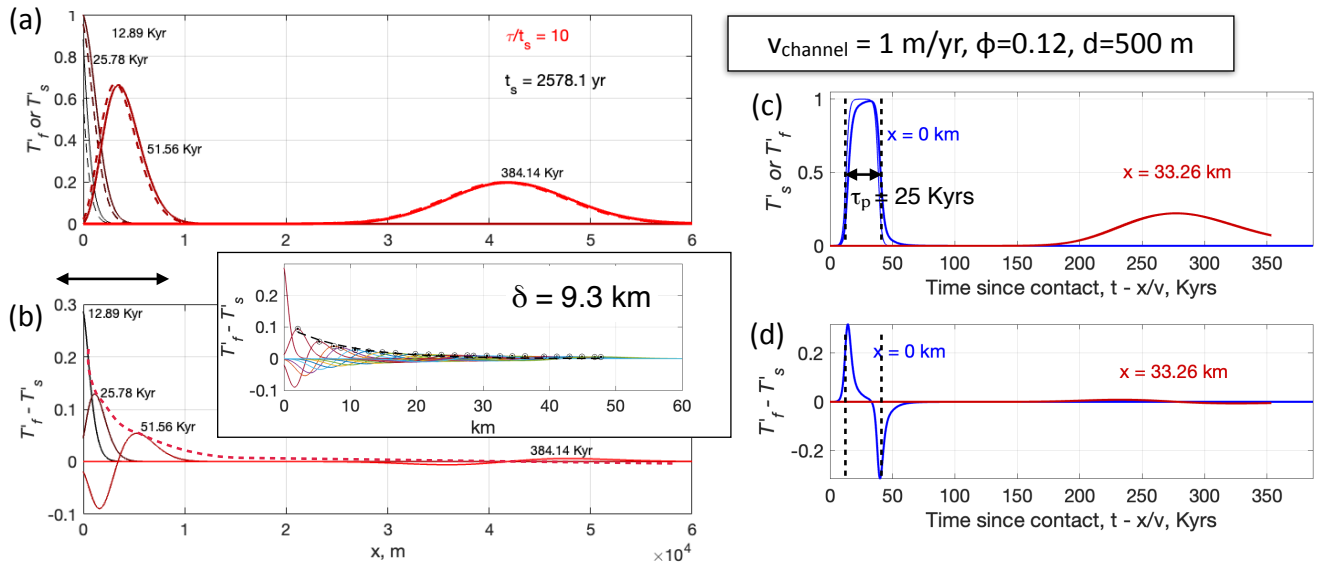 (a)
T'f or T's
1
0.8
0.6
0.4
0.2
0
12.89 Kyr
25.78 Kyr
51.56 Kyr
τ/ts = 10
ts = 2578.1 yr
384.14 Kyr
0 1 2 3 4 5 6
vchannel = 1 m/yr, ϕ=0.12, d=500 m
(b)
T'f - T's
0.3
0.2
0.1
0
-0.1
12.89 Kyr
25.78 Kyr
51.56 Kyr
384.14 Kyr
0 1 2 3 4 5 6
x, m
×10⁴
T'f - T's
0.2
0.1
0
-0.1
δ = 9.3 km
0 10 20 30 40 50 60
km
(c)
T's or T'f
1
0.5
0
x = 0 km
τp = 25 Kyrs
x = 33.26 km
0 50 100 150 200 250 300 350
Time since contact, t - x/v, Kyrs
(d)
T'f - T's
0.2
0
-0.2
x = 0 km
x = 33.26 km
0 50 100 150 200 250 300 350
Time since contact, t - x/v, Kyrs